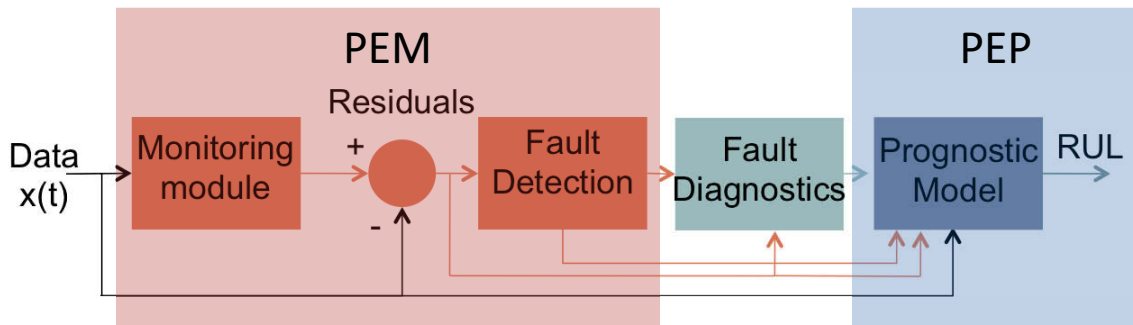 PEM
PEP
Residuals
Data
x(t)
Monitoring
module
+
-
Fault
Detection
Fault
Diagnostics
Prognostic
Model
RUL